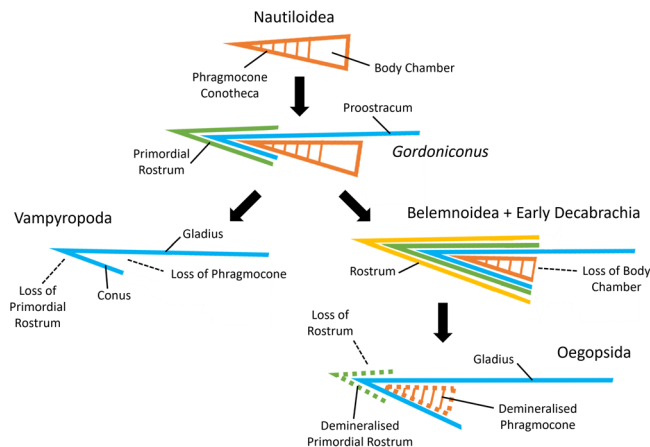 Nautiloidea
Phragmocone
Conotheca
Body Chamber
Proostracum
Primordial
Rostrum
Gordoniconus
Vampyropoda
Gladius
Loss of Phragmocone
Loss of
Primordial
Rostrum
Conus
Belemnoidea + Early Decabrachia
Rostrum
Loss of Body
Chamber
Loss of
Rostrum
Oegopsida
Gladius
Demineralised
Phragmocone
Demineralised
Primordial Rostrum